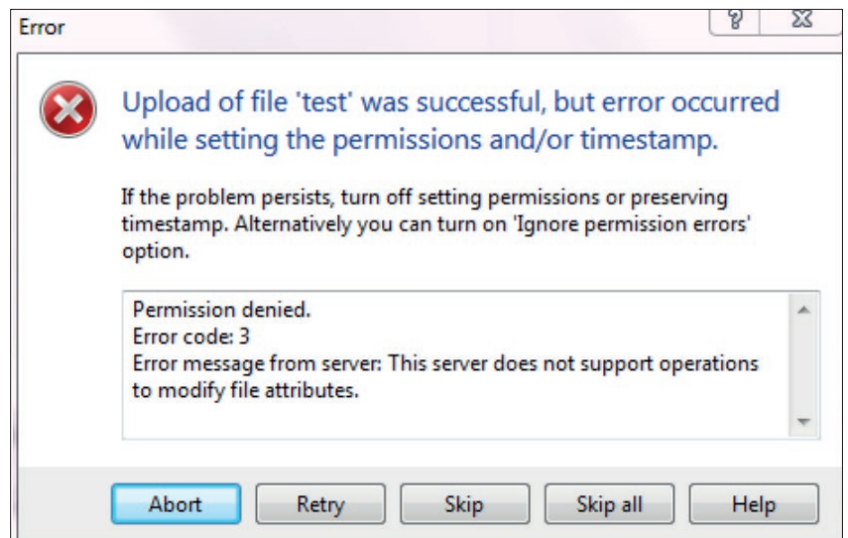 Error
Upload of file 'test' was successful, but error occurred
while setting the permissions and/or timestamp.
If the problem persists, turn off setting permissions or preserving
timestamp. Alternatively you can turn on 'Ignore permission errors'
option.
Permission denied.
Error code: 3
Error message from server: This server does not support operations
to modify file attributes.
Abort Retry Skip Skip all Help